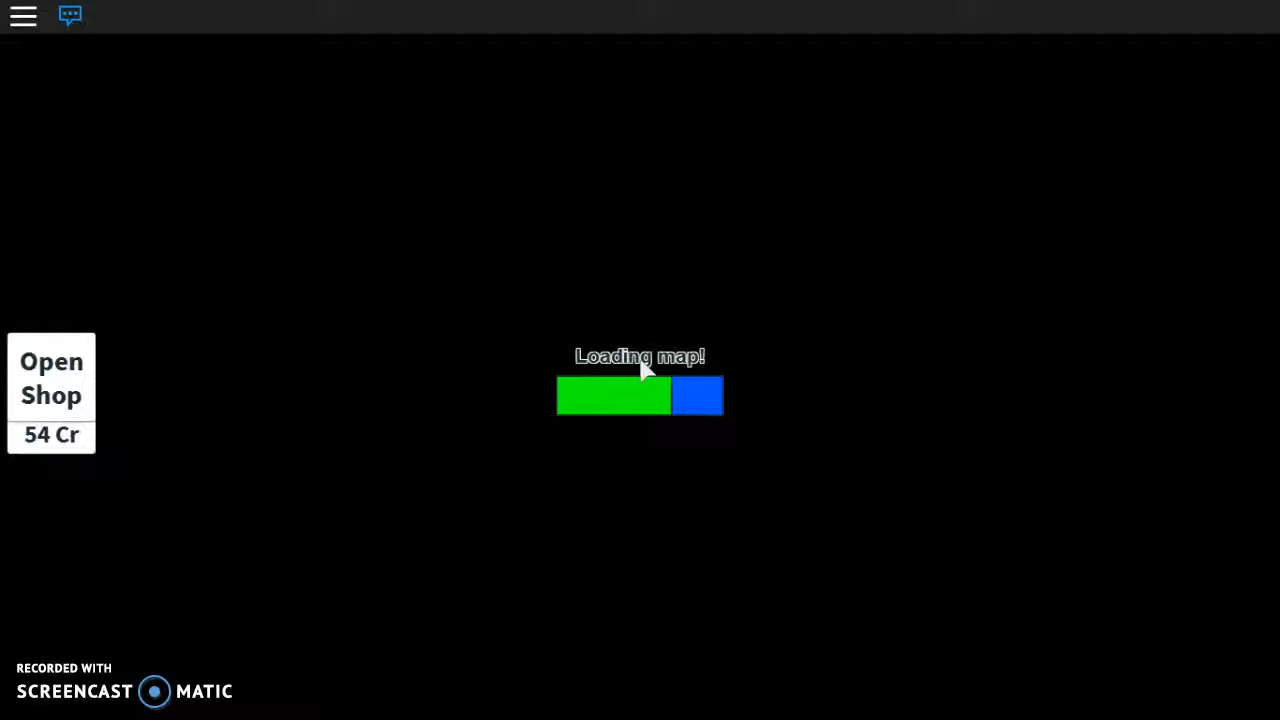 Loading map!
Open
Shop
54 Cr
RECORDED WITH
SCREENCAST MATIC